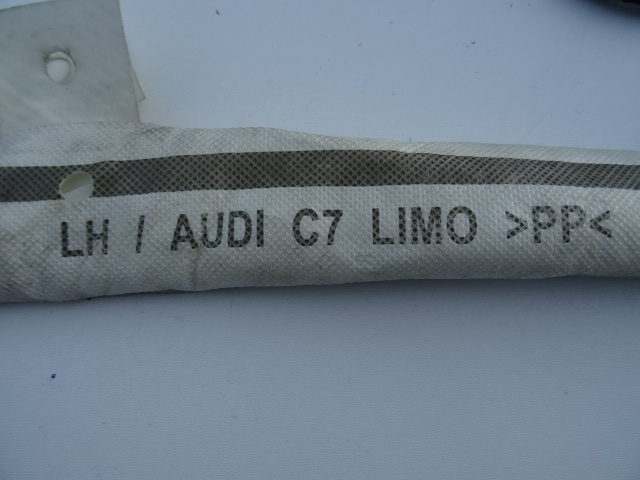 LH / AUDI C7 LIMO >PP<